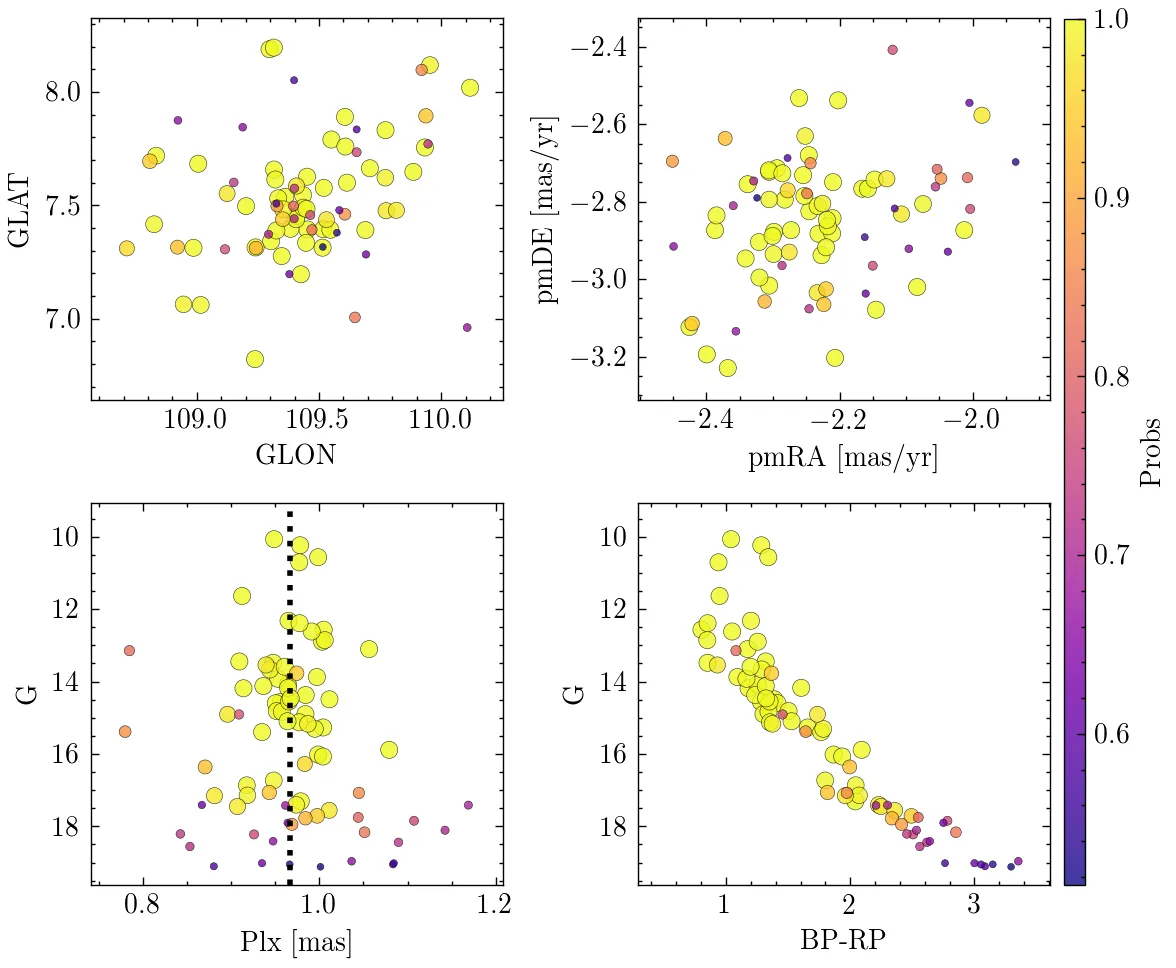 8.0
7.5
7.0
GLAT
109.0 109.5 110.0
GLON
−2.4
−2.6
−2.8
−3.0
−3.2
pmDE [mas/yr]
−2.4 −2.2 −2.0
pmRA [mas/yr]
1.0
0.9
0.8
0.7
0.6
Probs
10
12
14
16
18
G
0.8 1.0 1.2
Plx [mas]
10
12
14
16
18
G
1 2 3
BP-RP